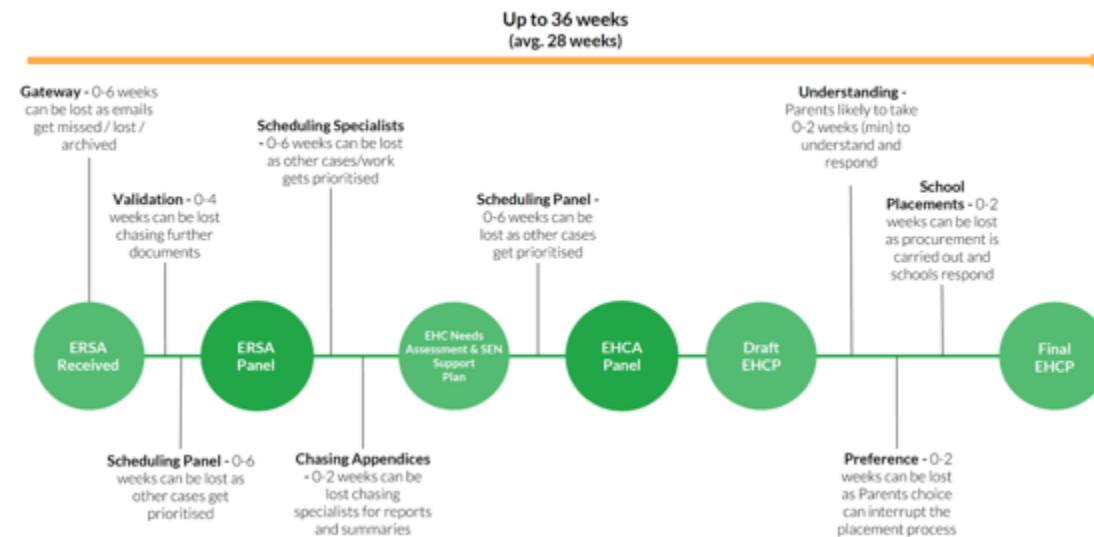 Up to 36 weeks
(avg. 28 weeks)
Gateway - 0-6 weeks
can be lost as emails
get missed / lost /
archived
Validation - 0-4
weeks can be lost
chasing further
documents
Scheduling Specialists
- 0-6 weeks can be lost
as other cases/work
gets prioritised
Scheduling Panel -
0-6 weeks can be
lost as other cases
get prioritised
Understanding -
Parents likely to take
0-2 weeks (min) to
understand and
respond
School
Placements - 0-2
weeks can be lost
as procurement is
carried out and
schools respond
ERSA
Received
ERSA
Panel
EHC Needs
Assessment & SEN
Support
Plan
EHCA
Panel
Draft
EHCP
Final
EHCP
Scheduling Panel - 0-6
weeks can be lost as
other cases get
prioritised
Chasing Appendices
- 0-2 weeks can be
lost chasing
specialists for reports
and summaries
Preference - 0-2
weeks can be lost
as Parents choice
can interrupt the
placement process